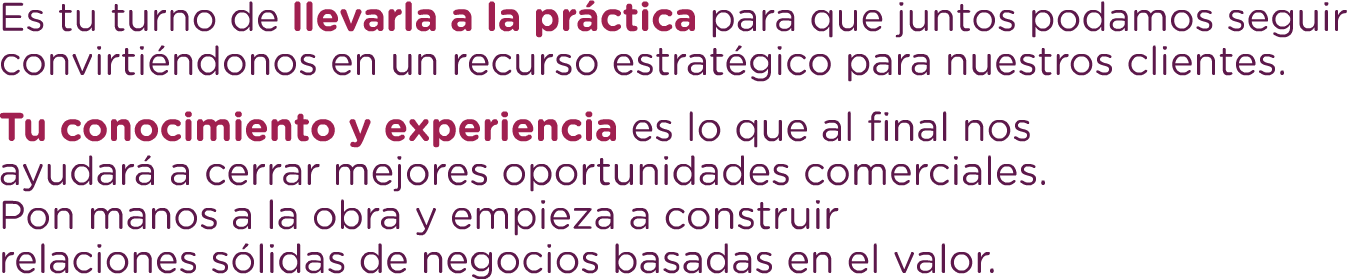 Es tu turno de llevarla a la práctica para que juntos podamos seguir
convirtiéndonos en un recurso estratégico para nuestros clientes.
Tu conocimiento y experiencia es lo que al final nos
ayudará a cerrar mejores oportunidades comerciales.
Pon manos a la obra y empieza a construir
relaciones sólidas de negocios basadas en el valor.